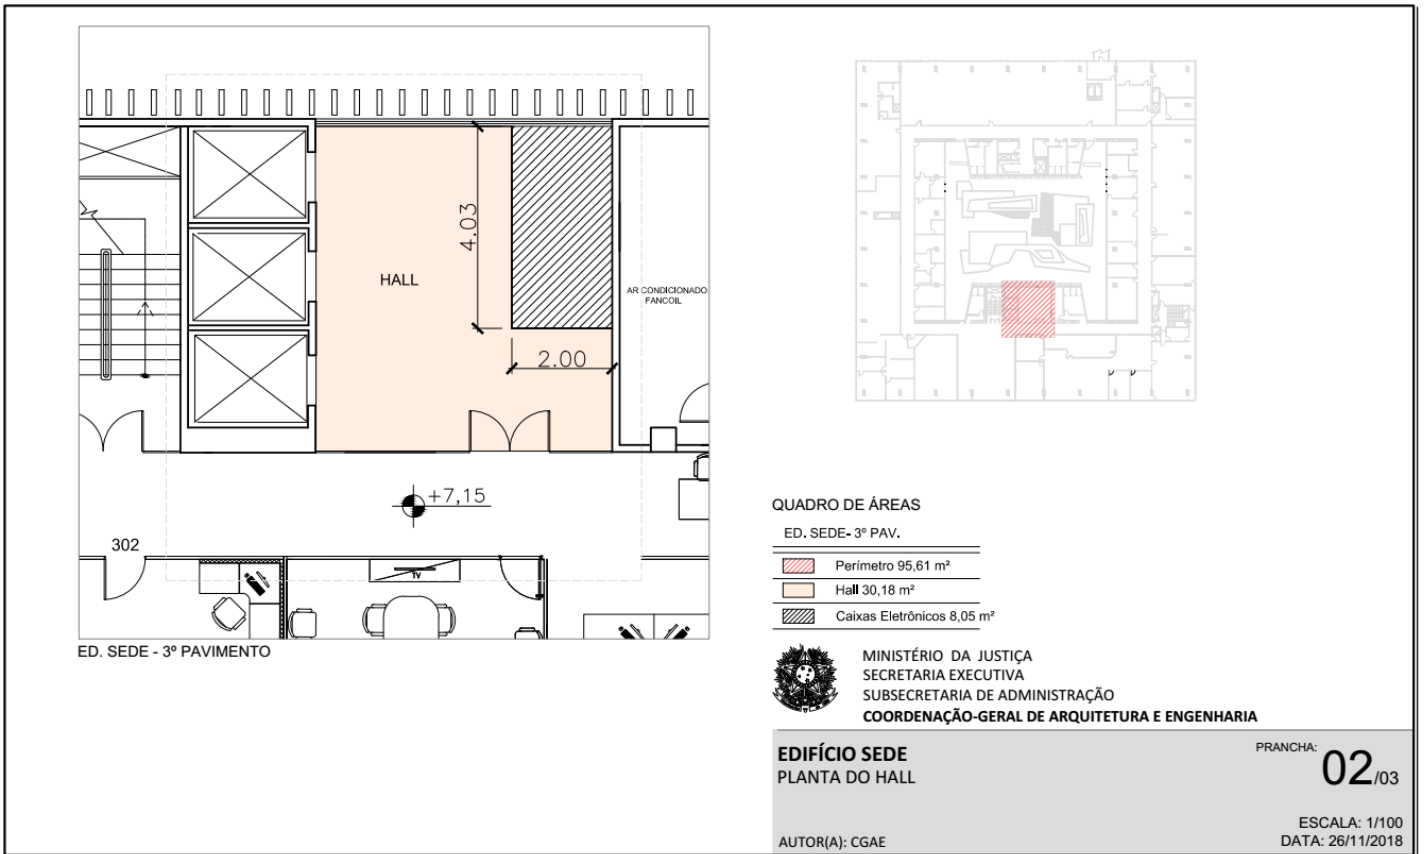 4.03
HALL
AR CONDICIONADO
FANCOIL
2.00
+7,15
302
TV
ED. SEDE - 3º PAVIMENTO
QUADRO DE ÁREAS
ED. SEDE- 3º PAV.
Perímetro 95,61 m²
Hall 30,18 m²
Caixas Eletrônicos 8,05 m²
MINISTÉRIO DA JUSTIÇA
SECRETARIA EXECUTIVA
SUBSECRETARIA DE ADMINISTRAÇÃO
COORDENAÇÃO-GERAL DE ARQUITETURA E ENGENHARIA
EDIFÍCIO SEDE
PLANTA DO HALL
PRANCHA:
02/03
ESCALA: 1/100
AUTOR(A): CGAE
DATA: 26/11/2018